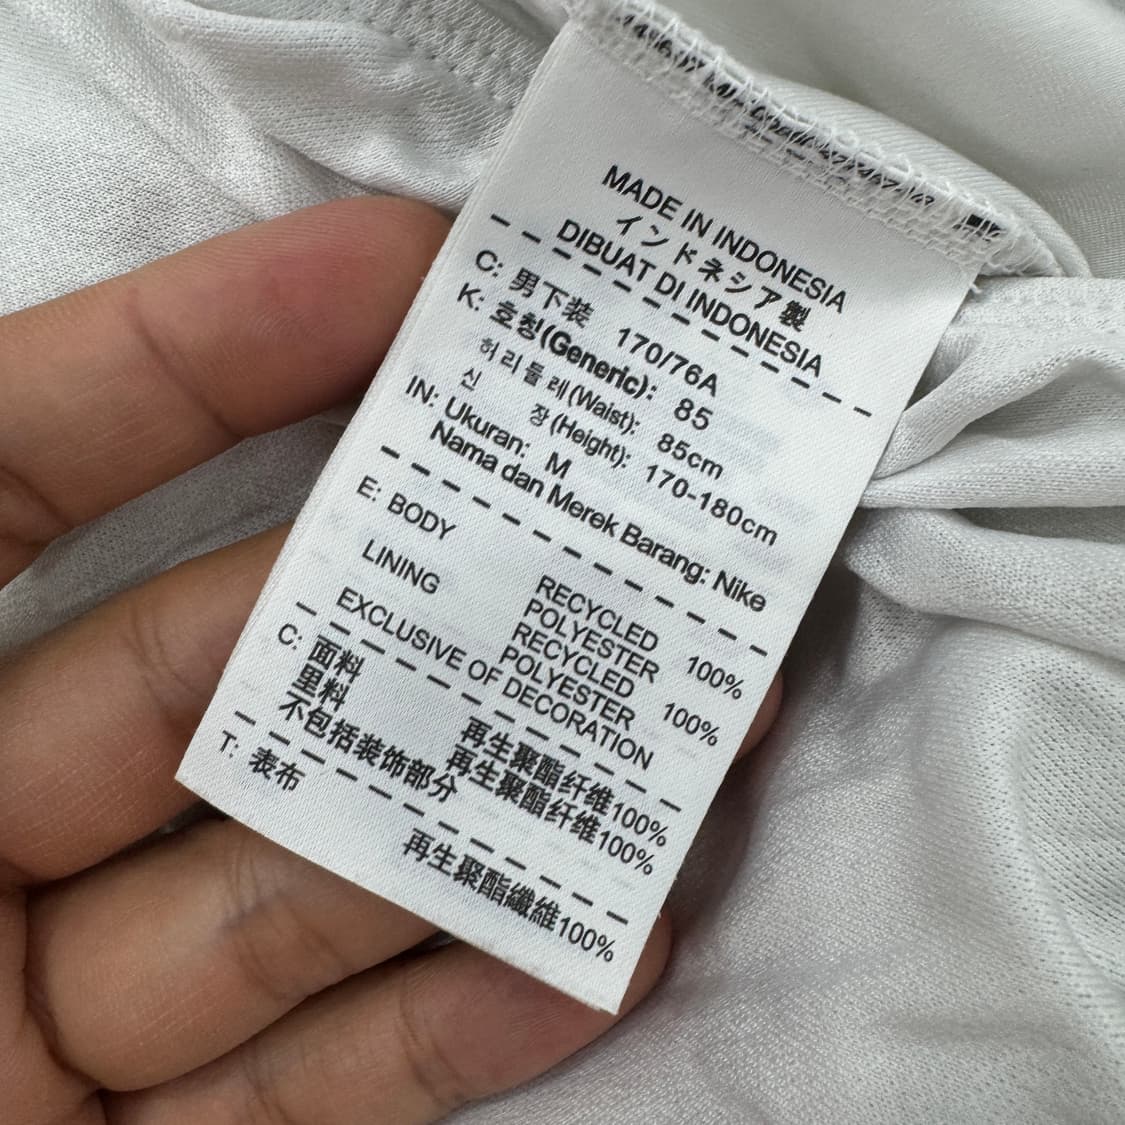 MADE IN INDONESIA
インドネシア製
DIBUAT DI INDONESIA
C: 男下装 170/76A
K: 호칭(Generic): 85
허리둘레(Waist): 85cm
신 장(Height): 170-180cm
IN: Ukuran: M
Nama dan Merek Barang: Nike
E: BODY RECYCLED
POLYESTER 100%
LINING RECYCLED
POLYESTER 100%
EXCLUSIVE OF DECORATION
C: 面料 再生聚酯纤维100%
里料 再生聚酯纤维100%
不包括装饰部分
T: 表布 再生聚酯纖維100%